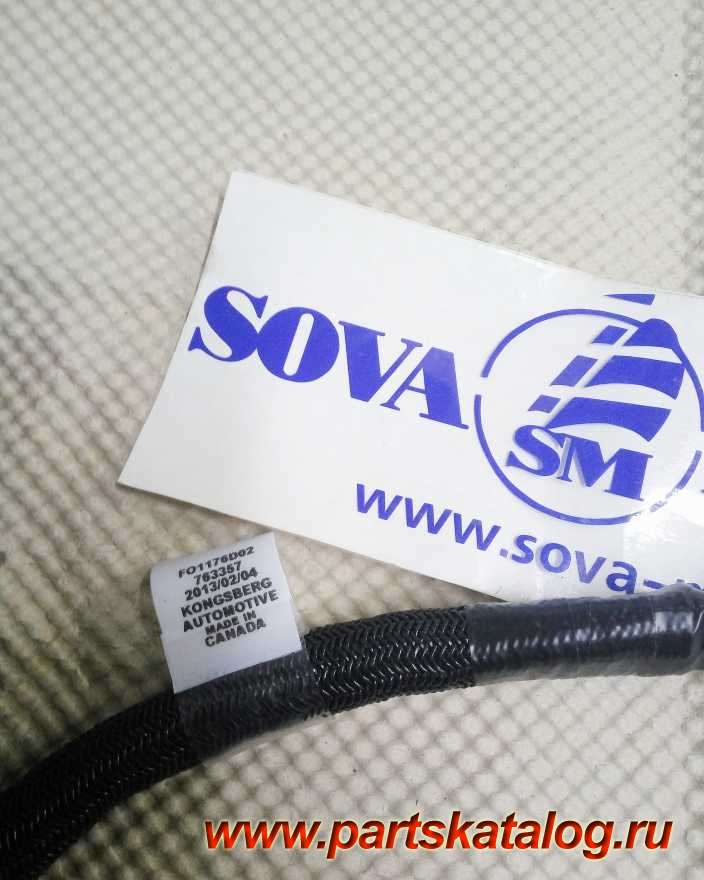 SOVA
SM
www.sova-
FO1176D02
763357
2013/02/04
KONGSBERG
AUTOMOTIVE
MADE IN
CANADA
www.partskatalog.ru